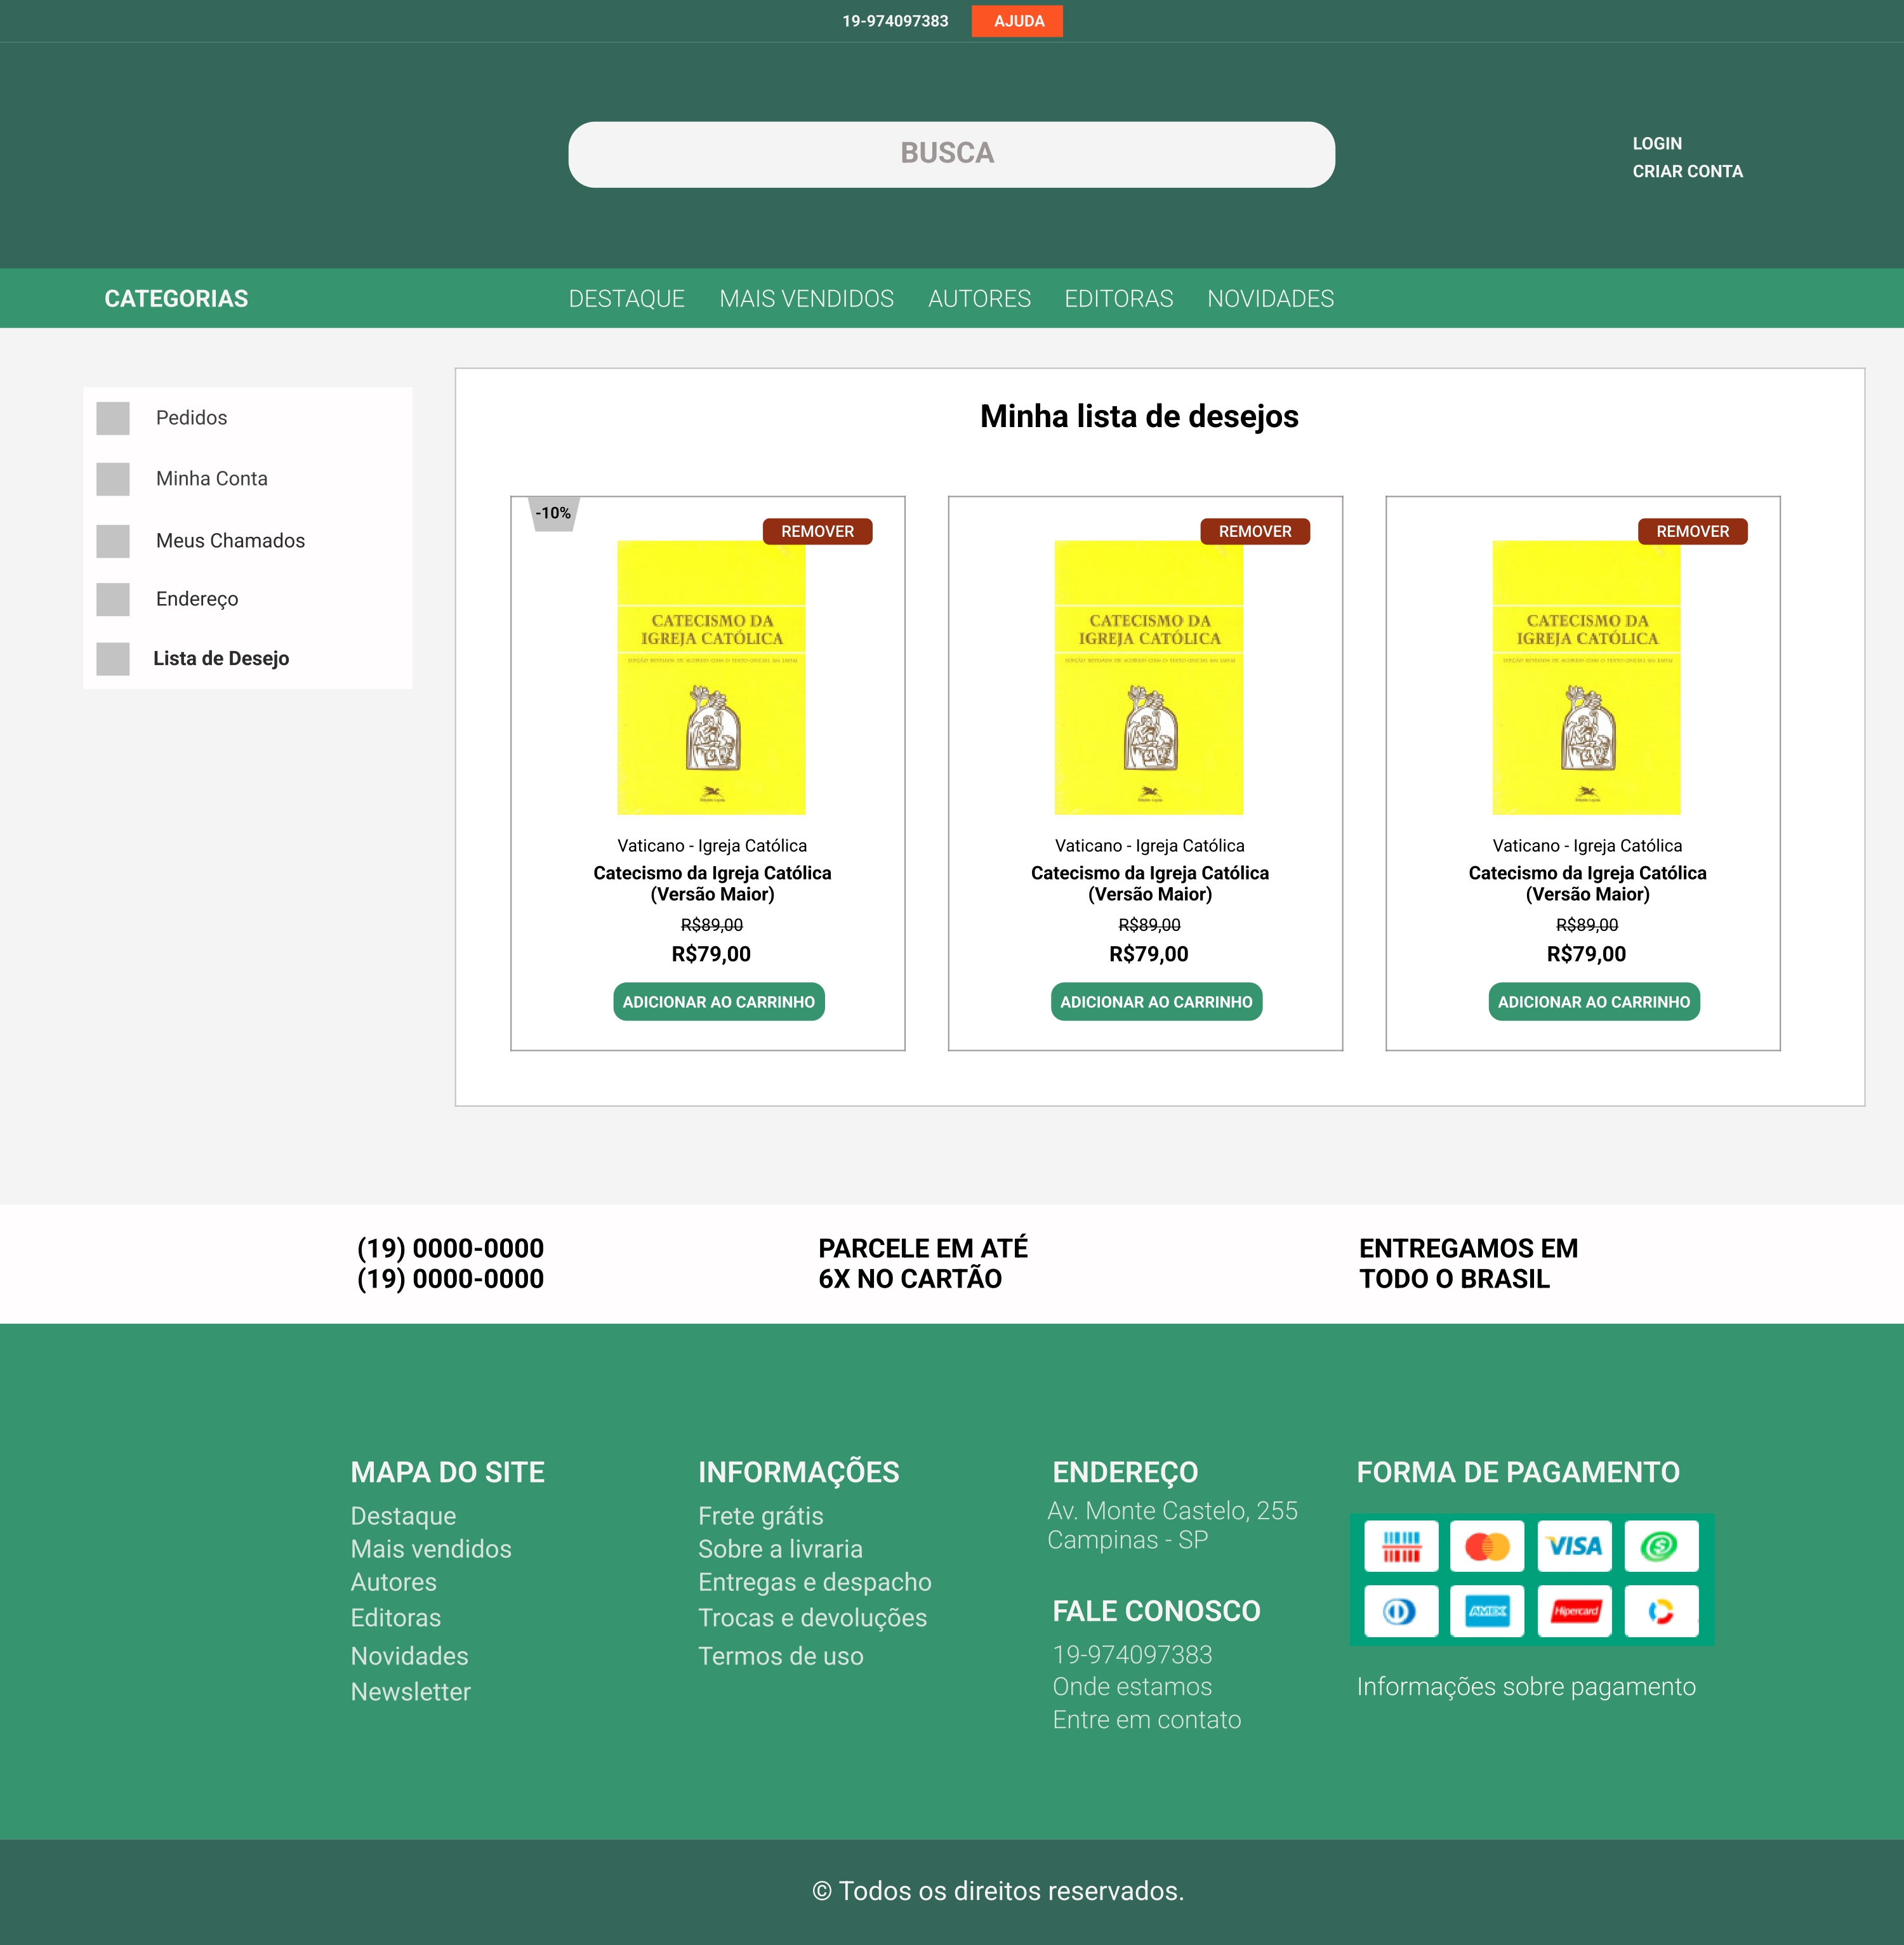 19-974097383
AJUDA
BUSCA
LOGIN
CRIAR CONTA
CATEGORIAS
DESTAQUE
MAIS VENDIDOS
AUTORES
EDITORAS
NOVIDADES
Pedidos
Minha Conta
Meus Chamados
Endereço
Lista de Desejo
Minha lista de desejos
-10%
REMOVER
CATECISMO DA
IGREJA CATÓLICA
Vaticano - Igreja Católica
Catecismo da Igreja Católica
(Versão Maior)
R$89,00
R$79,00
ADICIONAR AO CARRINHO
REMOVER
CATECISMO DA
IGREJA CATÓLICA
Vaticano - Igreja Católica
Catecismo da Igreja Católica
(Versão Maior)
R$89,00
R$79,00
ADICIONAR AO CARRINHO
REMOVER
CATECISMO DA
IGREJA CATÓLICA
Vaticano - Igreja Católica
Catecismo da Igreja Católica
(Versão Maior)
R$89,00
R$79,00
ADICIONAR AO CARRINHO
(19) 0000-0000
(19) 0000-0000
PARCELE EM ATÉ
6X NO CARTÃO
ENTREGAMOS EM
TODO O BRASIL
MAPA DO SITE
Destaque
Mais vendidos
Autores
Editoras
Novidades
Newsletter
INFORMAÇÕES
Frete grátis
Sobre a livraria
Entregas e despacho
Trocas e devoluções
Termos de uso
ENDEREÇO
Av. Monte Castelo, 255
Campinas - SP
FALE CONOSCO
19-974097383
Onde estamos
Entre em contato
FORMA DE PAGAMENTO
VISA
AMEX
Hipercard
Informações sobre pagamento
© Todos os direitos reservados.